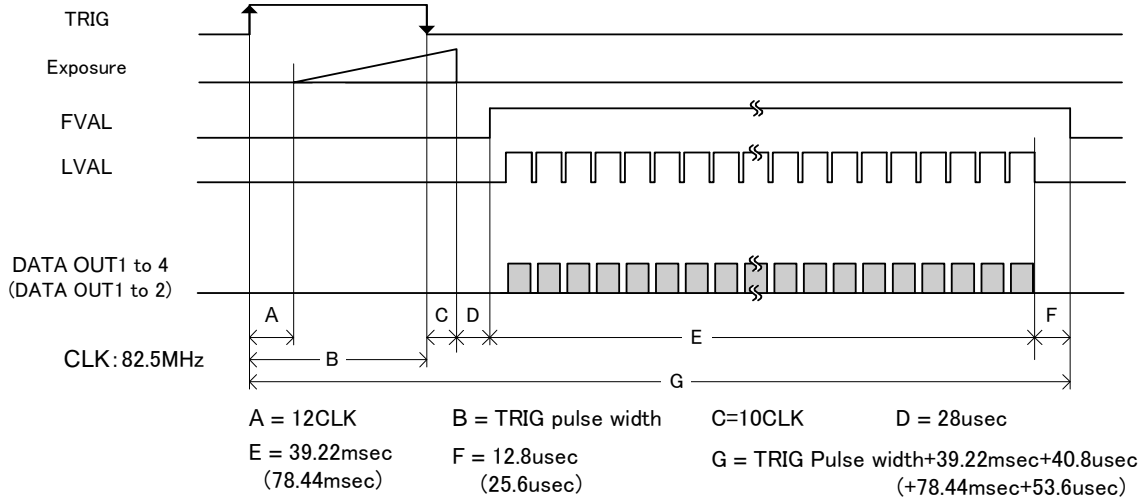 TRIG
Exposure
FVAL
LVAL
DATA OUT1 to 4
(DATA OUT1 to 2)
A
C
D
E
F
CLK:82.5MHz
B
G
A = 12CLK
B = TRIG pulse width
C=10CLK
D = 28usec
E = 39.22msec
(78.44msec)
F = 12.8usec
(25.6usec)
G = TRIG Pulse width+39.22msec+40.8usec
(+78.44msec+53.6usec)